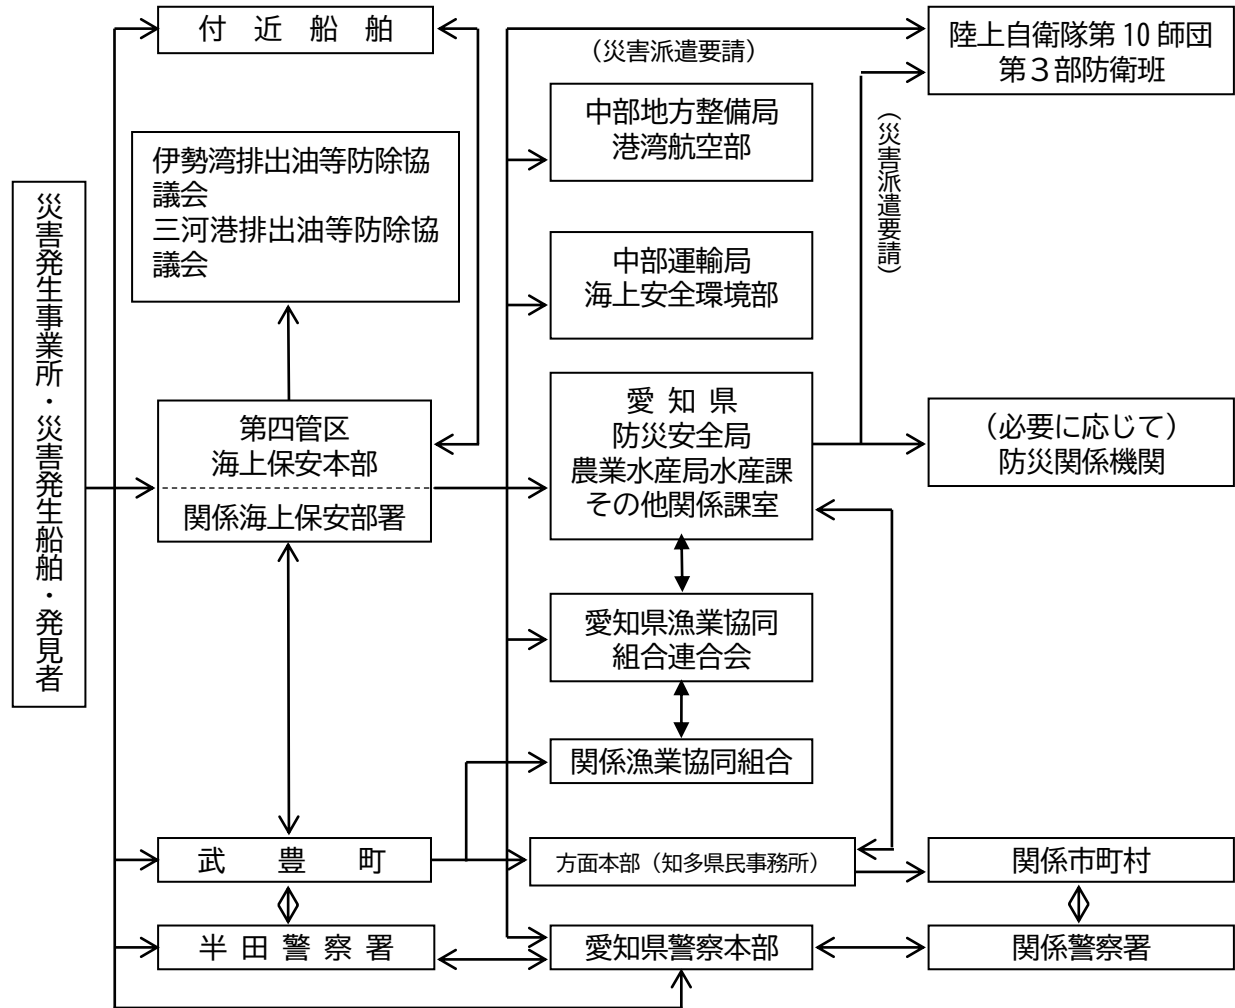 付近船舶
(災害派遣要請)
陸上自衛隊第10師団
第３部防衛班
中部地方整備局
港湾航空部
(災害派遣要請)
伊勢湾排出油等防除協
議会
三河港排出油等防除協
議会
災害発生事業所・災害発生船舶・発見者
中部運輸局
海上安全環境部
第四管区
海上保安本部
関係海上保安部署
愛知県
防災安全局
農業水産局水産課
その他関係課室
（必要に応じて）
防災関係機関
愛知県漁業協同
組合連合会
関係漁業協同組合
武豊町
方面本部（知多県民事務所）
関係市町村
半田警察署
愛知県警察本部
関係警察署